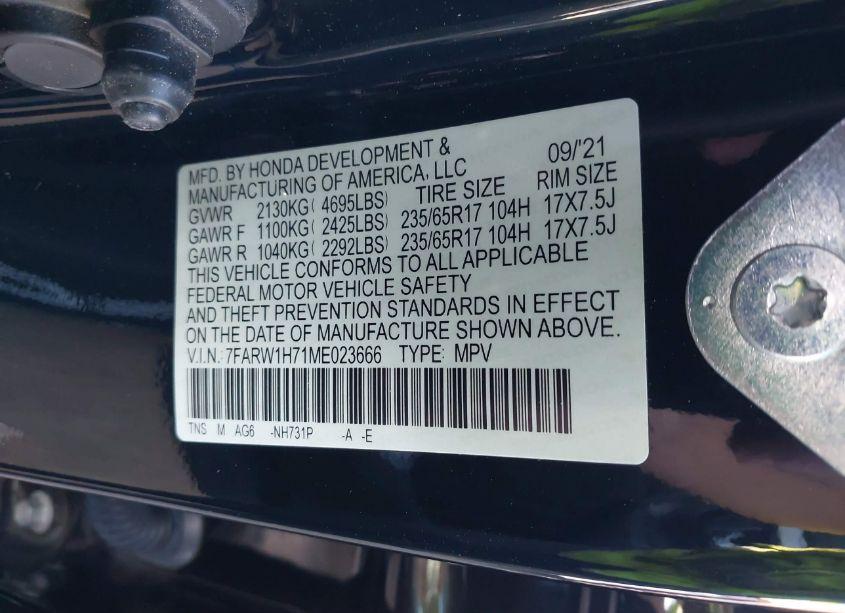 MFD. BY HONDA DEVELOPMENT & 09/'21
MANUFACTURING OF AMERICA, LLC
GVWR 2130KG( 4695LBS) TIRE SIZE RIM SIZE
GAWR F 1100KG( 2425LBS) 235/65R17 104H 17X7.5J
GAWR R 1040KG( 2292LBS) 235/65R17 104H 17X7.5J
THIS VEHICLE CONFORMS TO ALL APPLICABLE
FEDERAL MOTOR VEHICLE SAFETY
AND THEFT PREVENTION STANDARDS IN EFFECT
ON THE DATE OF MANUFACTURE SHOWN ABOVE.
V.I.N.: 7FARW1H71ME023666 TYPE: MPV
TNS M AG6 -NH731P -A -E